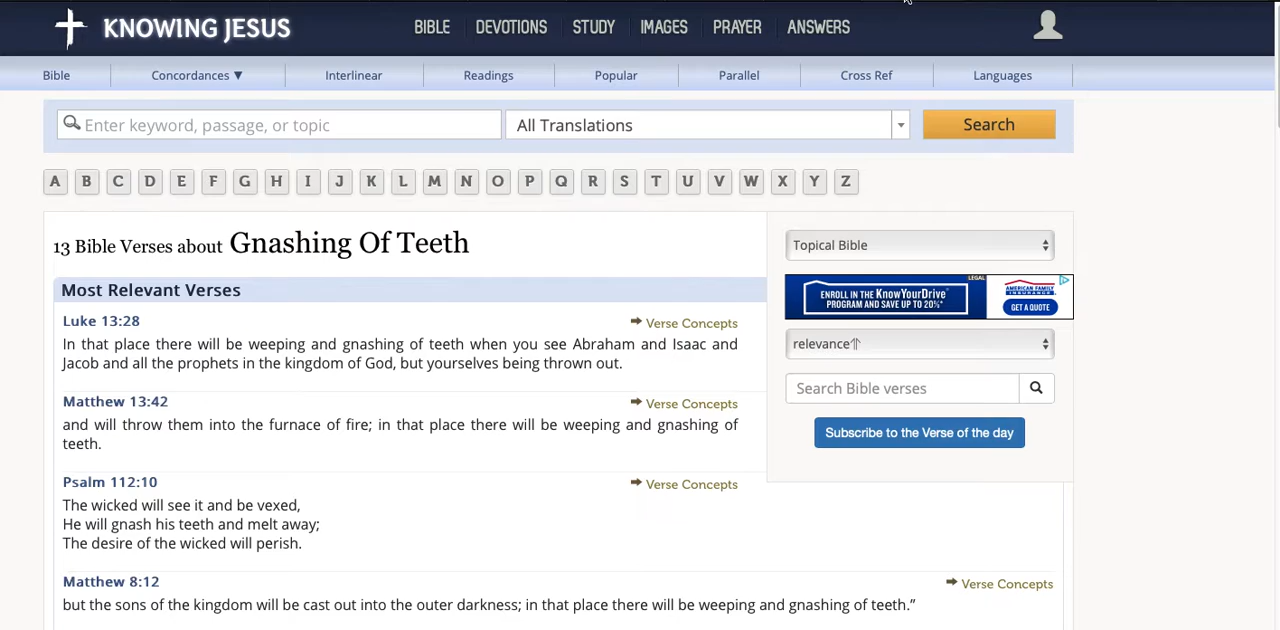 KNOWING JESUS
BIBLE DEVOTIONS STUDY IMAGES PRAYER ANSWERS
Bible Concordances ▼ Interlinear Readings Popular Parallel Cross Ref Languages
Enter keyword, passage, or topic All Translations Search
A B C D E F G H I J K L M N O P Q R S T U V W X Y Z
13 Bible Verses about Gnashing Of Teeth
Most Relevant Verses
Luke 13:28 Verse Concepts
In that place there will be weeping and gnashing of teeth when you see Abraham and Isaac and
Jacob and all the prophets in the kingdom of God, but yourselves being thrown out.
Matthew 13:42 Verse Concepts
and will throw them into the furnace of fire; in that place there will be weeping and gnashing of
teeth.
Psalm 112:10 Verse Concepts
The wicked will see it and be vexed,
He will gnash his teeth and melt away;
The desire of the wicked will perish.
Matthew 8:12 Verse Concepts
but the sons of the kingdom will be cast out into the outer darkness; in that place there will be weeping and gnashing of teeth.”
Topical Bible
LEGAL
ENROLL IN THE KnowYourDrive
PROGRAM AND SAVE UP TO 20%*
AMERICAN FAMILY
INSURANCE
GET A QUOTE
relevance⇑
Search Bible verses
Subscribe to the Verse of the day